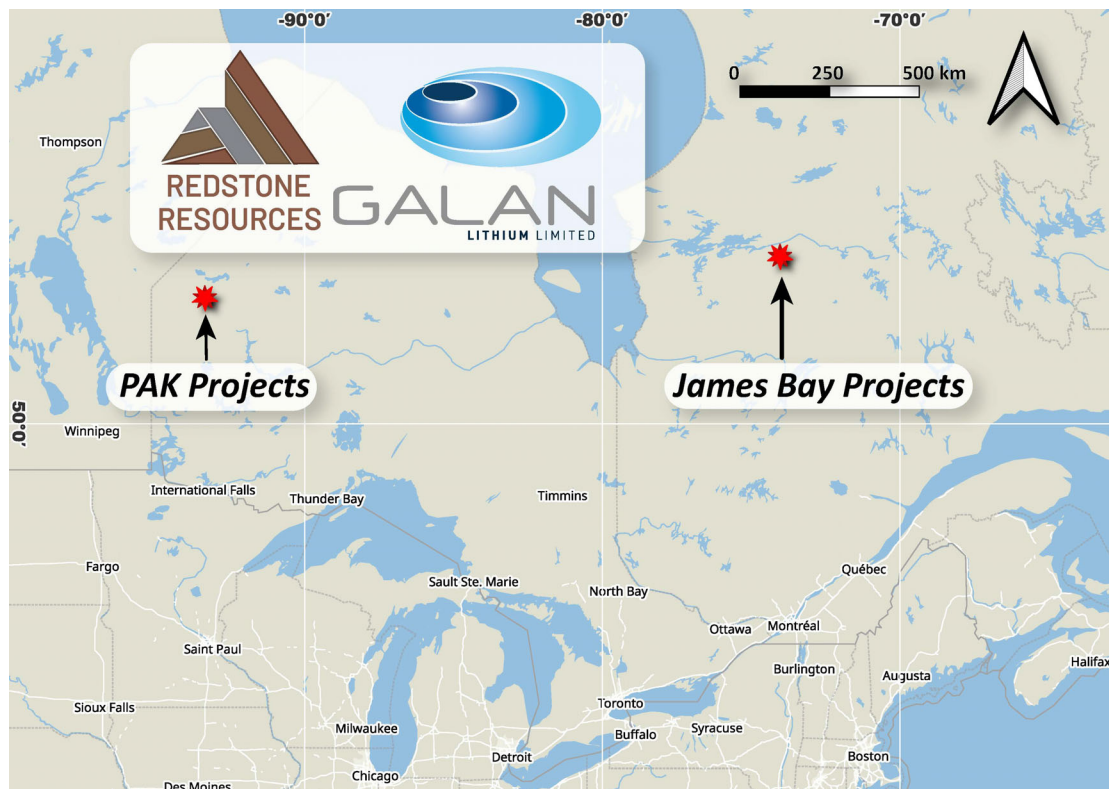 -90°0'
-80°0'
-70°0'
0 250 500 km
Thompson
REDSTONE
RESOURCES
GALAN
LITHIUM LIMITED
PAK Projects
James Bay Projects
50°0'
Winnipeg
International Falls
Thunder Bay
Timmins
Fargo
Sault Ste. Marie
North Bay
Québec
Ottawa
Montréal
Saint Paul
Burlington
Augusta
Halifax
Sioux Falls
Toronto
Milwaukee
Buffalo
Syracuse
Detroit
Boston
Chicago
Des Moines